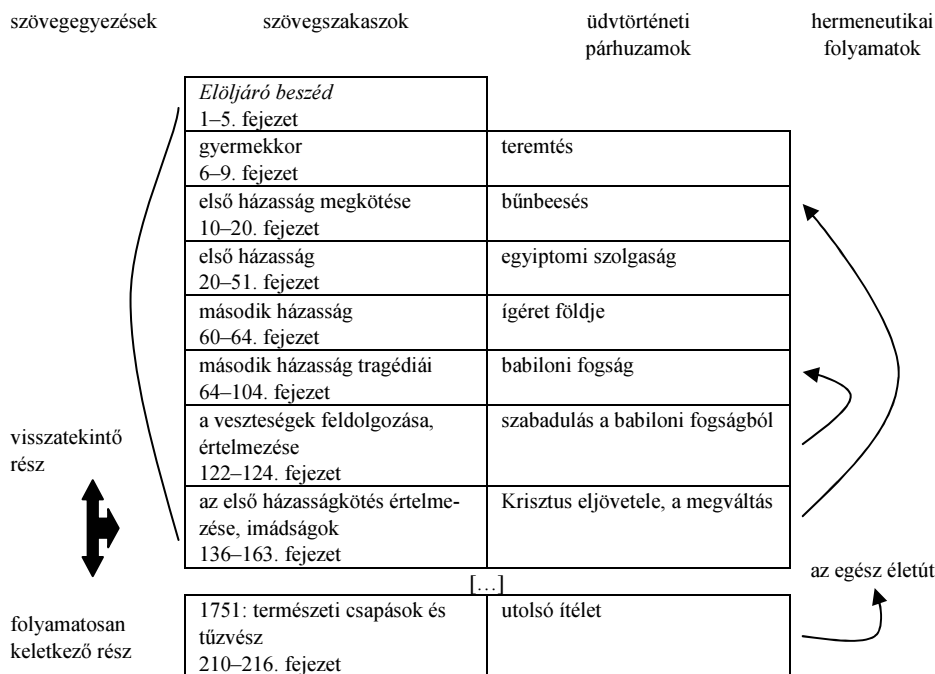 szövegegyezések
szövegszakaszok
üdvtörténeti
párhuzamok
hermeneutikai
folyamatok
Elöljáró beszéd
1–5. fejezet
gyermekkor
6–9. fejezet
teremtés
első házasság megkötése
10–20. fejezet
bűnbeesés
első házasság
20–51. fejezet
egyiptomi szolgaság
második házasság
60–64. fejezet
ígéret földje
második házasság tragédiái
64–104. fejezet
babiloni fogság
a veszteségek feldolgozása,
értelmezése
122–124. fejezet
szabadulás a babiloni fogságból
visszatekintő
rész
az első házasságkötés értelme-
zése, imádságok
136–163. fejezet
Krisztus eljövetele, a megváltás
az egész életút
[…]
folyamatosan
keletkező rész
1751: természeti csapások és
tűzvész
210–216. fejezet
utolsó ítélet